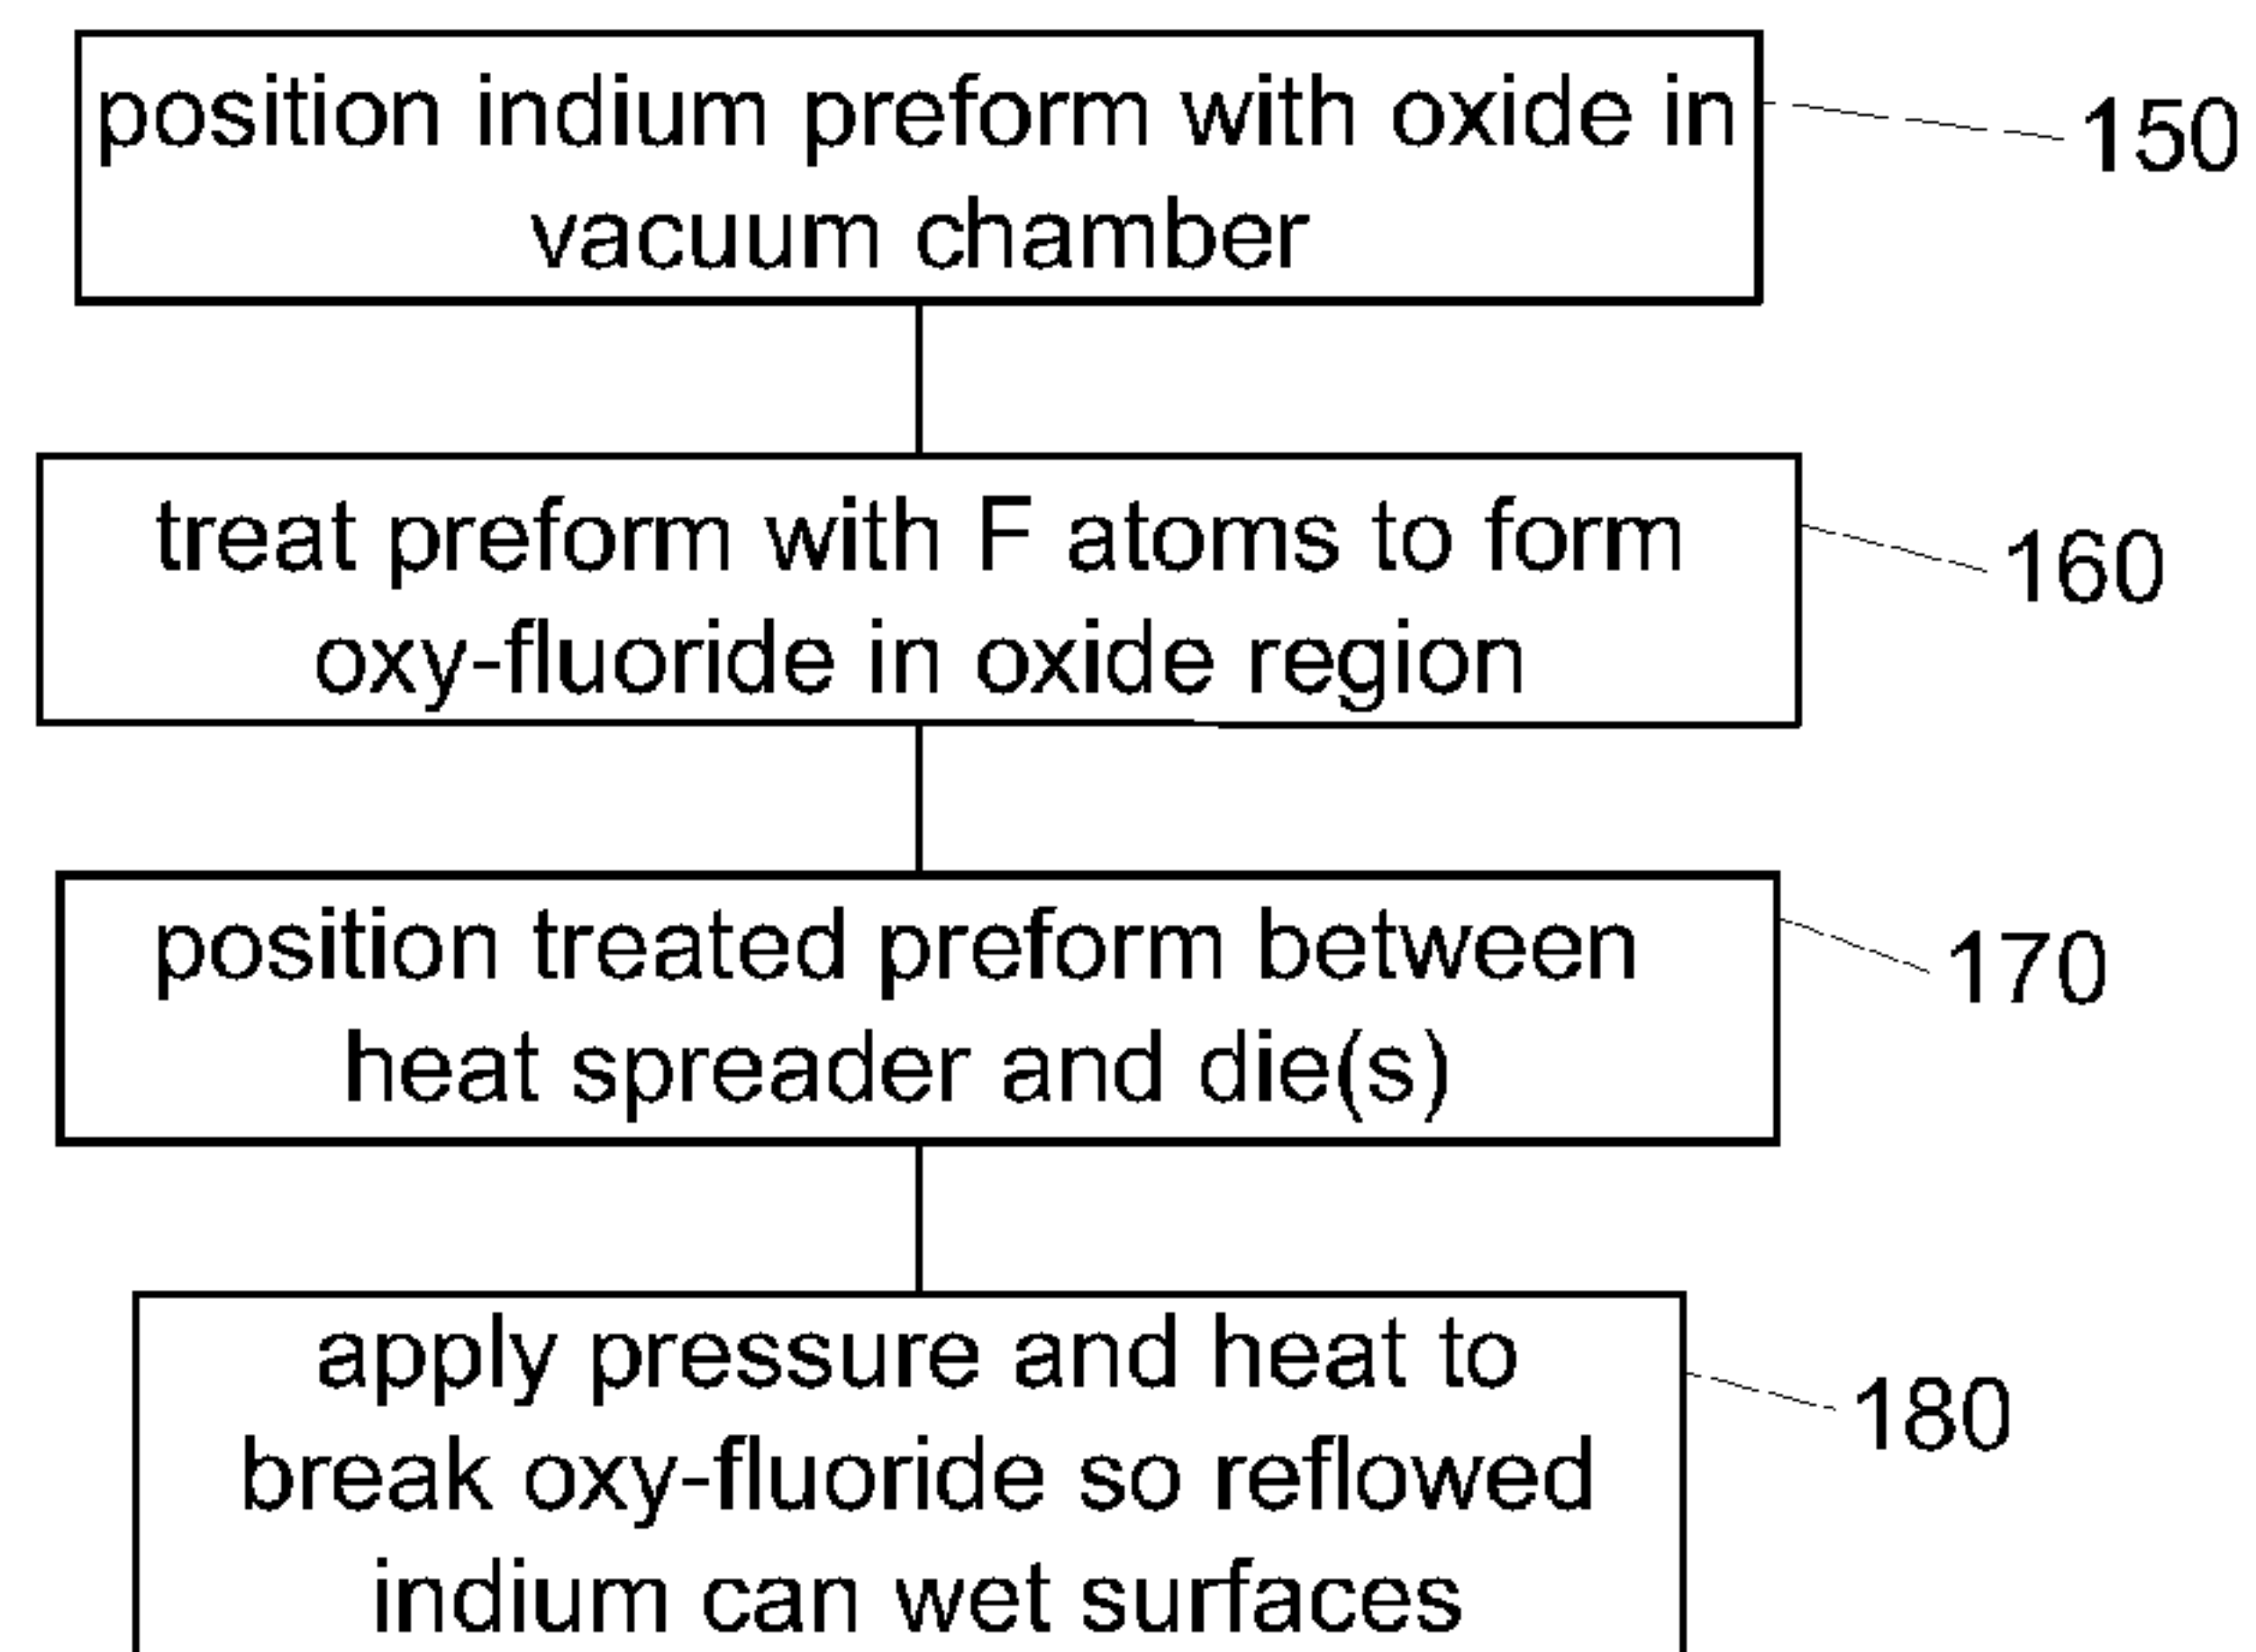 position indium preform with oxide in
vacuum chamber
150
treat preform with F atoms to form
oxy-fluoride in oxide region
160
position treated preform between
heat spreader and die(s)
170
apply pressure and heat to
break oxy-fluoride so reflowed
indium can wet surfaces
180